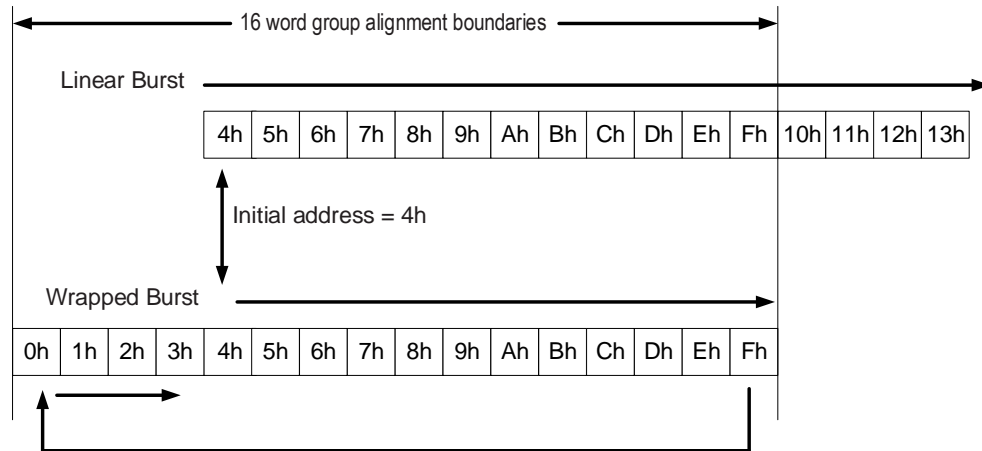 16 word group alignment boundaries
Linear Burst
4h 5h 6h 7h 8h 9h Ah Bh Ch Dh Eh Fh 10h 11h 12h 13h
Initial address = 4h
Wrapped Burst
0h 1h 2h 3h 4h 5h 6h 7h 8h 9h Ah Bh Ch Dh Eh Fh